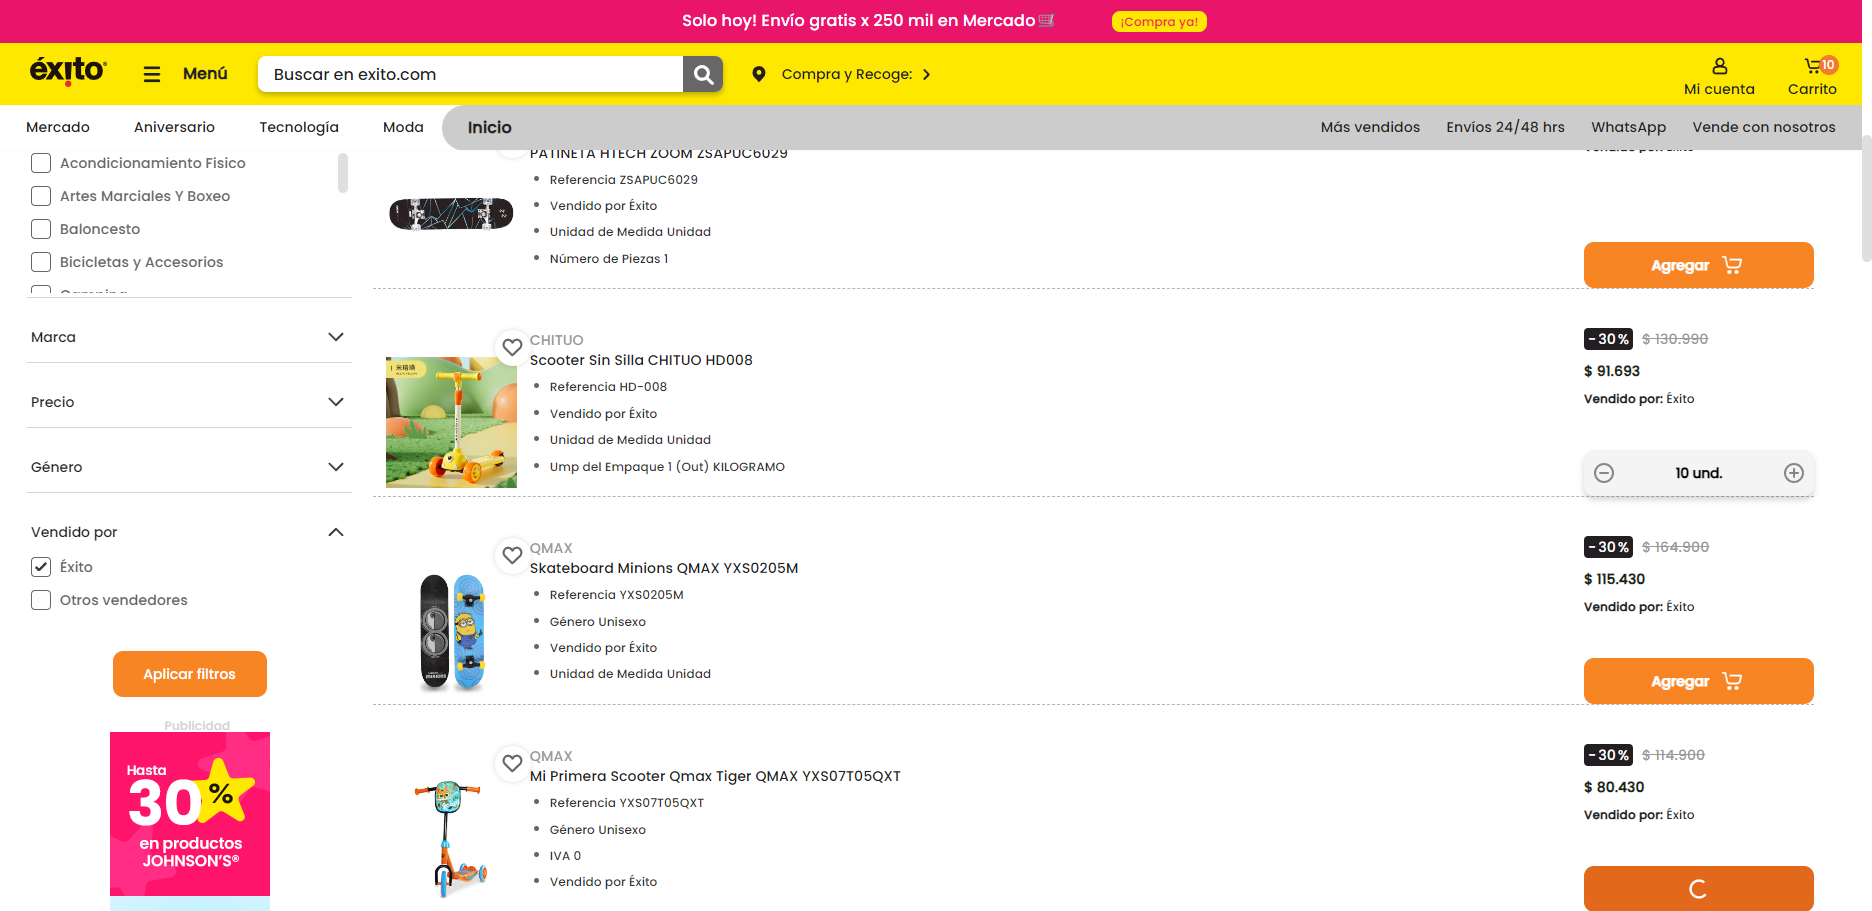 Solo hoy! Envío gratis x 250 mil en Mercado
¡Compra ya!
éxito
Menú
Buscar en exito.com
Compra y Recoge:
Mi cuenta
10
Carrito
Mercado
Aniversario
Tecnología
Moda
Inicio
Más vendidos
Envíos 24/48 hrs
WhatsApp
Vende con nosotros
Acondicionamiento Fisico
Artes Marciales Y Boxeo
Baloncesto
Bicicletas y Accesorios
Marca
Precio
Género
Vendido por
Éxito
Otros vendedores
Aplicar filtros
Publicidad
Hasta
30%
en productos
JOHNSON'S®
PATINETA HTECH ZOOM ZSAPUC6029
Referencia ZSAPUC6029
Vendido por Éxito
Unidad de Medida Unidad
Número de Piezas 1
Agregar
CHITUO
Scooter Sin Silla CHITUO HD008
Referencia HD-008
Vendido por Éxito
Unidad de Medida Unidad
Ump del Empaque 1 (Out) KILOGRAMO
-30%
$ 130.990
$ 91.693
Vendido por: Éxito
10 und.
QMAX
Skateboard Minions QMAX YXS0205M
Referencia YXS0205M
Género Unisexo
Vendido por Éxito
Unidad de Medida Unidad
-30%
$ 164.900
$ 115.430
Vendido por: Éxito
Agregar
QMAX
Mi Primera Scooter Qmax Tiger QMAX YXS07T05QXT
Referencia YXS07T05QXT
Género Unisexo
IVA 0
Vendido por Éxito
-30%
$ 114.900
$ 80.430
Vendido por: Éxito